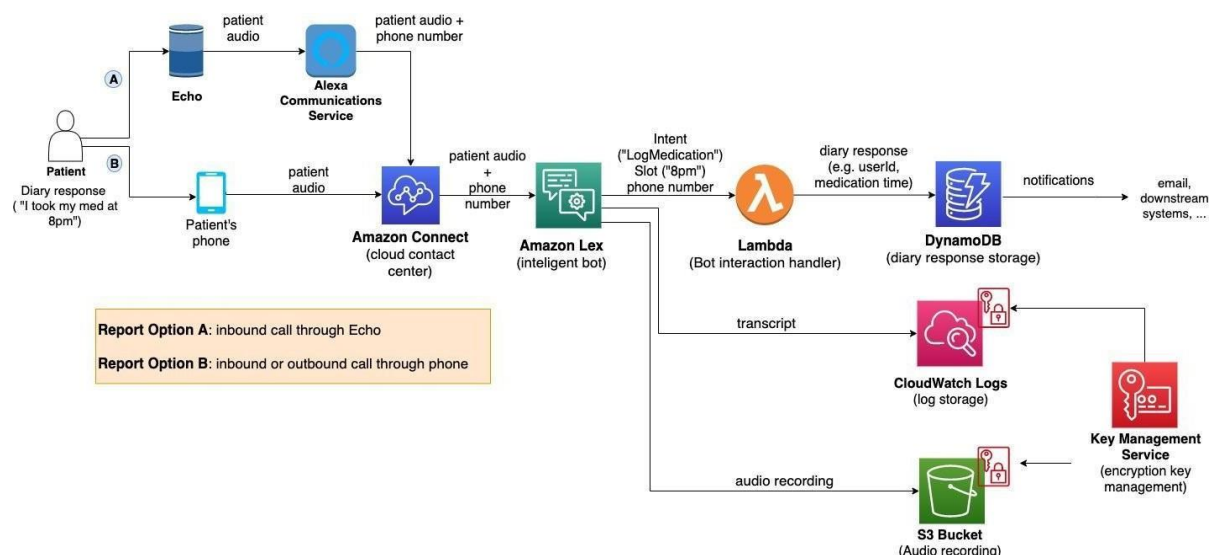 patient
audio
patient audio +
phone number
A
Echo
Alexa
Communications
Service
B
Patient
Diary response
( "I took my med at
8pm")
Patient's
phone
patient
audio
Amazon Connect
(cloud contact
center)
patient audio
+
phone
number
Amazon Lex
(inteligent bot)
Intent
("LogMedication")
Slot ("8pm")
phone number
Lambda
(Bot interaction handler)
diary response
(e.g. userId,
medication time)
DynamoDB
(diary response storage)
notifications
email,
downstream
systems, ...
Report Option A: inbound call through Echo
Report Option B: inbound or outbound call through phone
transcript
CloudWatch Logs
(log storage)
Key Management
Service
(encryption key
management)
audio recording
S3 Bucket
(Audio recording)